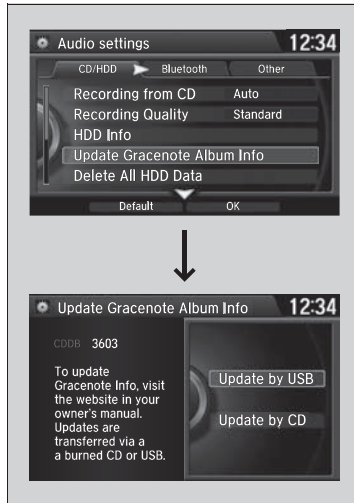 Audio settings 12:34
CD/HDD Bluetooth Other
Recording from CD Auto
Recording Quality Standard
HDD Info
Update Gracenote Album Info
Delete All HDD Data
Default OK
Update Gracenote Album Info 12:34
CDDB 3603
To update
Gracenote Info, visit
the website in your
owner's manual.
Updates are
transferred via a
a burned CD or USB.
Update by USB
Update by CD